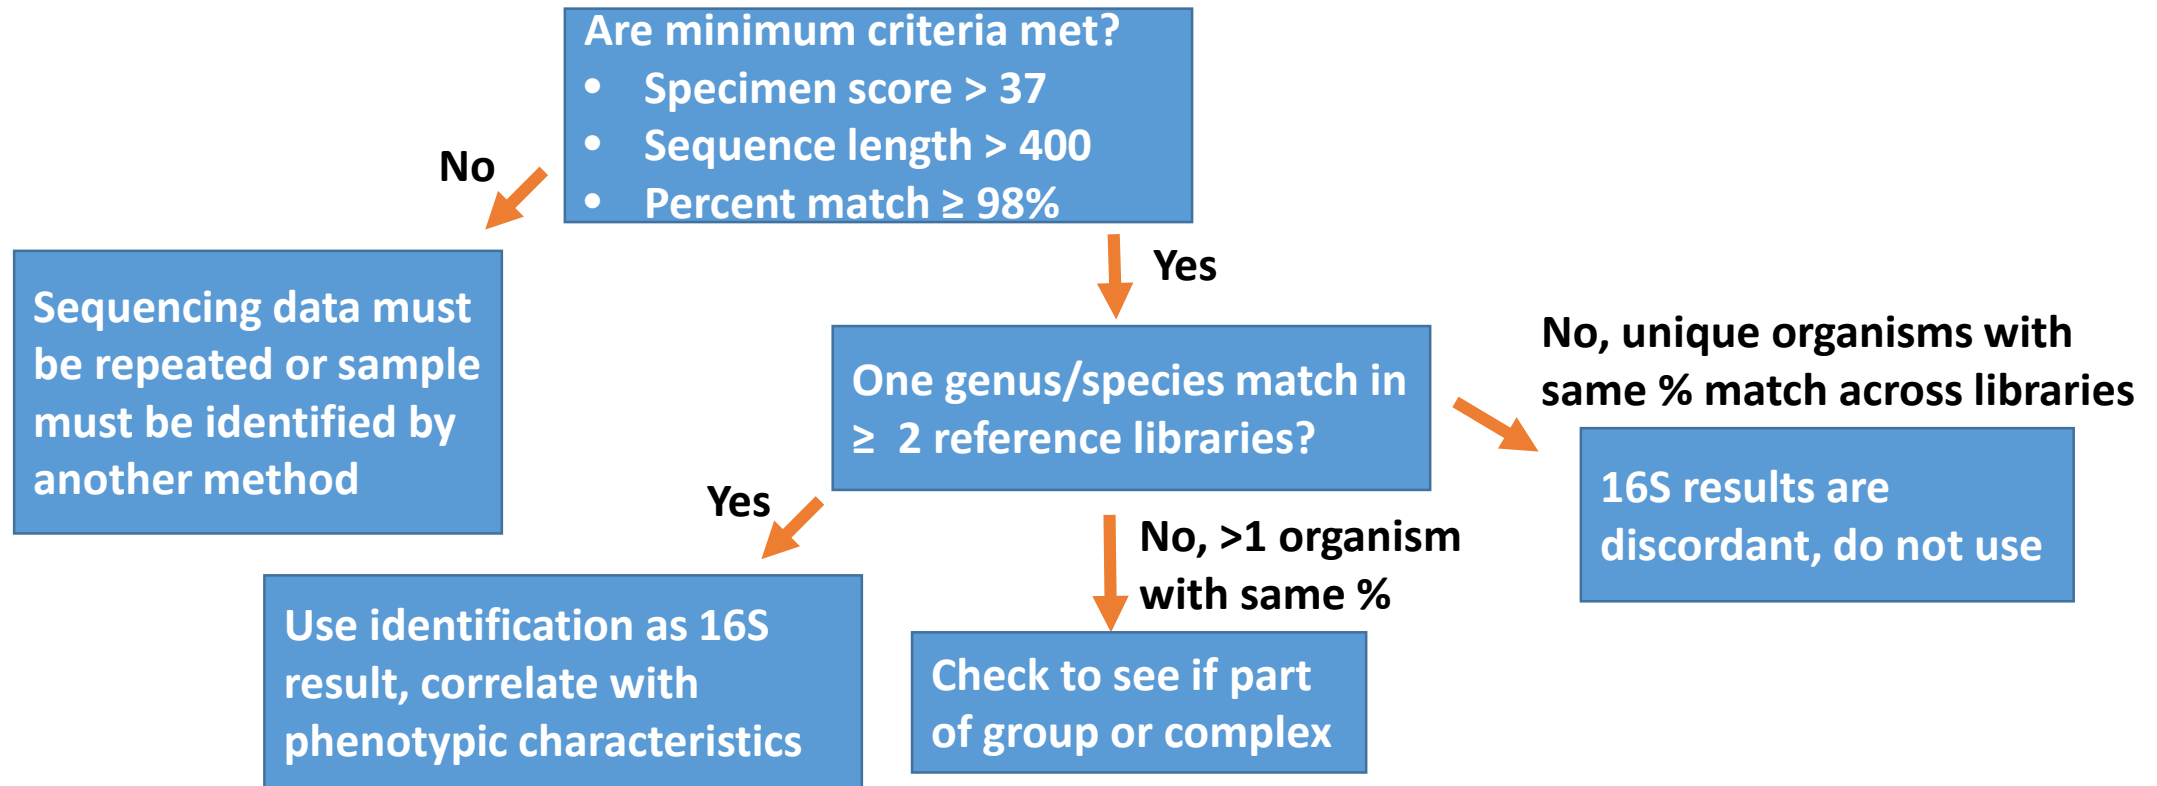 Are minimum criteria met?
• Specimen score > 37
• Sequence length > 400
• Percent match ≥ 98%
No
Yes
Sequencing data must
be repeated or sample
must be identified by
another method
One genus/species match in
≥ 2 reference libraries?
No, unique organisms with
same % match across libraries
16S results are
discordant, do not use
Yes
No, >1 organism
with same %
Use identification as 16S
result, correlate with
phenotypic characteristics
Check to see if part
of group or complex